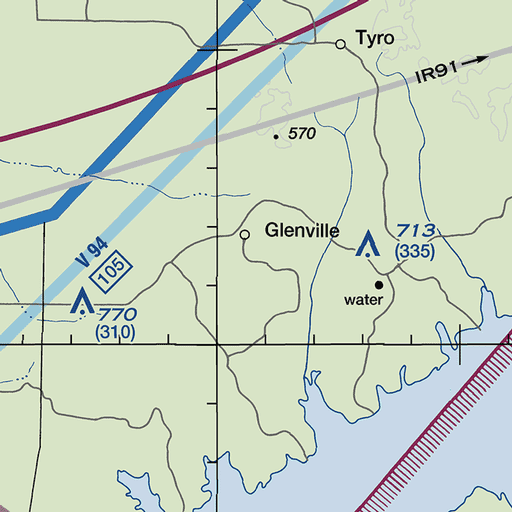 Tyro
IR91
570
Glenville
713
(335)
V 94
105
water
770
(310)